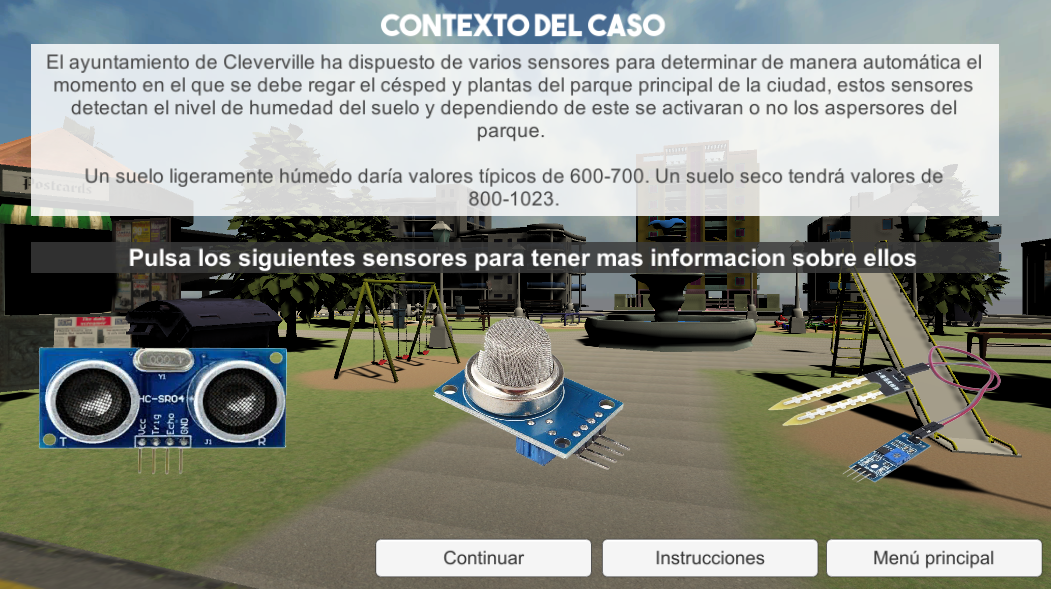 CONTEXTO DEL CASO
El ayuntamiento de Cleverville ha dispuesto de varios sensores para determinar de manera automática el
momento en el que se debe regar el césped y plantas del parque principal de la ciudad, estos sensores
detectan el nivel de humedad del suelo y dependiendo de este se activaran o no los aspersores del
parque.
Un suelo ligeramente húmedo daría valores típicos de 600-700. Un suelo seco tendrá valores de
800-1023.
Postcards
Pulsa los siguientes sensores para tener mas informacion sobre ellos
Y1
HC-SR04
Vcc
Trig
Echo
GND
T
J1
R
Continuar
Instrucciones
Menú principal